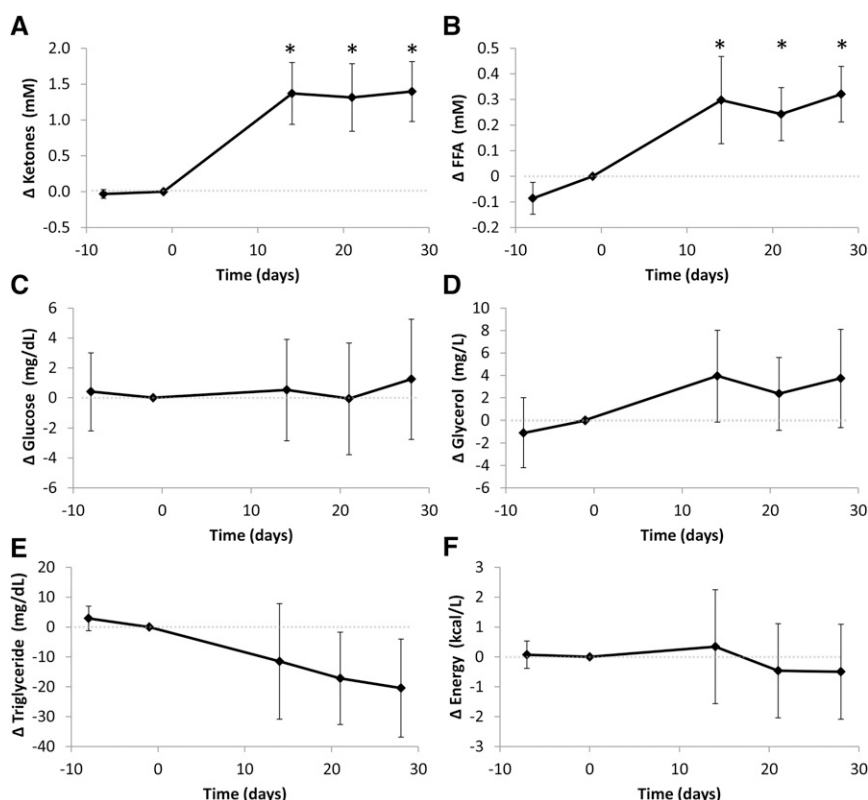 A
Δ Ketones (mM)
2.0
1.5
1.0
0.5
0.0
-0.5
* * *
-10 0 10 20 30
Time (days)
B
Δ FFA (mM)
0.5
0.4
0.3
0.2
0.1
0
-0.1
-0.2
* * *
-10 0 10 20 30
Time (days)
C
Δ Glucose (mg/dL)
6
4
2
0
-2
-4
-6
-10 0 10 20 30
Time (days)
D
Δ Glycerol (mg/L)
10
8
6
4
2
0
-2
-4
-6
-10 0 10 20 30
Time (days)
E
Δ Triglyceride (mg/dL)
20
10
0
-10
-20
-30
-40
-10 0 10 20 30
Time (days)
F
Δ Energy (kcal/L)
3
2
1
0
-1
-2
-3
-10 0 10 20 30
Time (days)